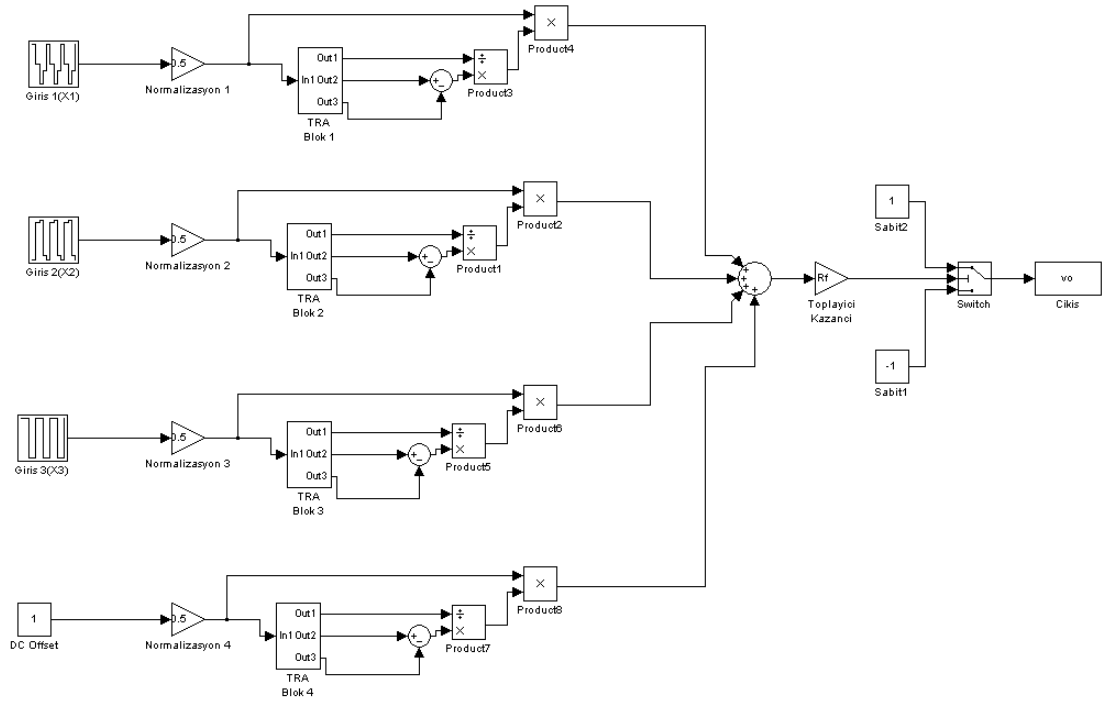 ×
Product4
0.5
Giris 1(X1)
Normalizasyon 1
Out1
In1 Out2
Out3
TRA
Blok 1
+
−
÷
×
Product3
×
Product2
0.5
Giris 2(X2)
Normalizasyon 2
Out1
In1 Out2
Out3
TRA
Blok 2
+
−
÷
×
Product1
1
Sabit2
+
+
+
+
Rf
Toplayici
Kazanci
Switch
vo
Cikis
-1
Sabit1
×
Product6
0.5
Giris 3(X3)
Normalizasyon 3
Out1
In1 Out2
Out3
TRA
Blok 3
+
−
÷
×
Product5
×
Product8
1
DC Offset
0.5
Normalizasyon 4
Out1
In1 Out2
Out3
TRA
Blok 4
+
−
÷
×
Product7